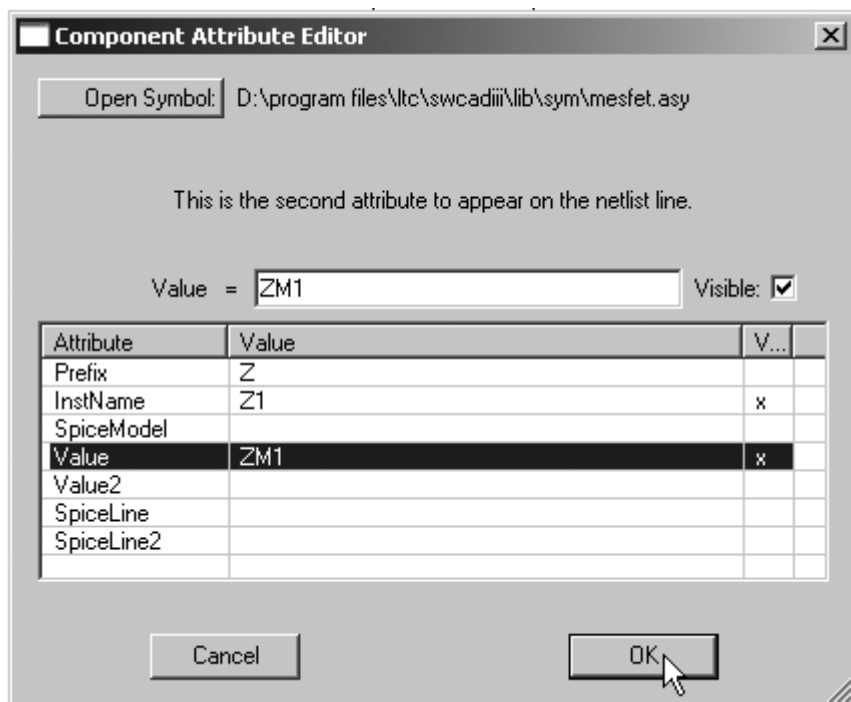 Component Attribute Editor
Open Symbol: D:\program files\ltc\swcadiii\lib\sym\mesfet.asy
This is the second attribute to appear on the netlist line.
Value = ZM1 Visible:
Attribute Value V...
Prefix Z
InstName Z1 x
SpiceModel
Value ZM1 x
Value2
SpiceLine
SpiceLine2
Cancel OK